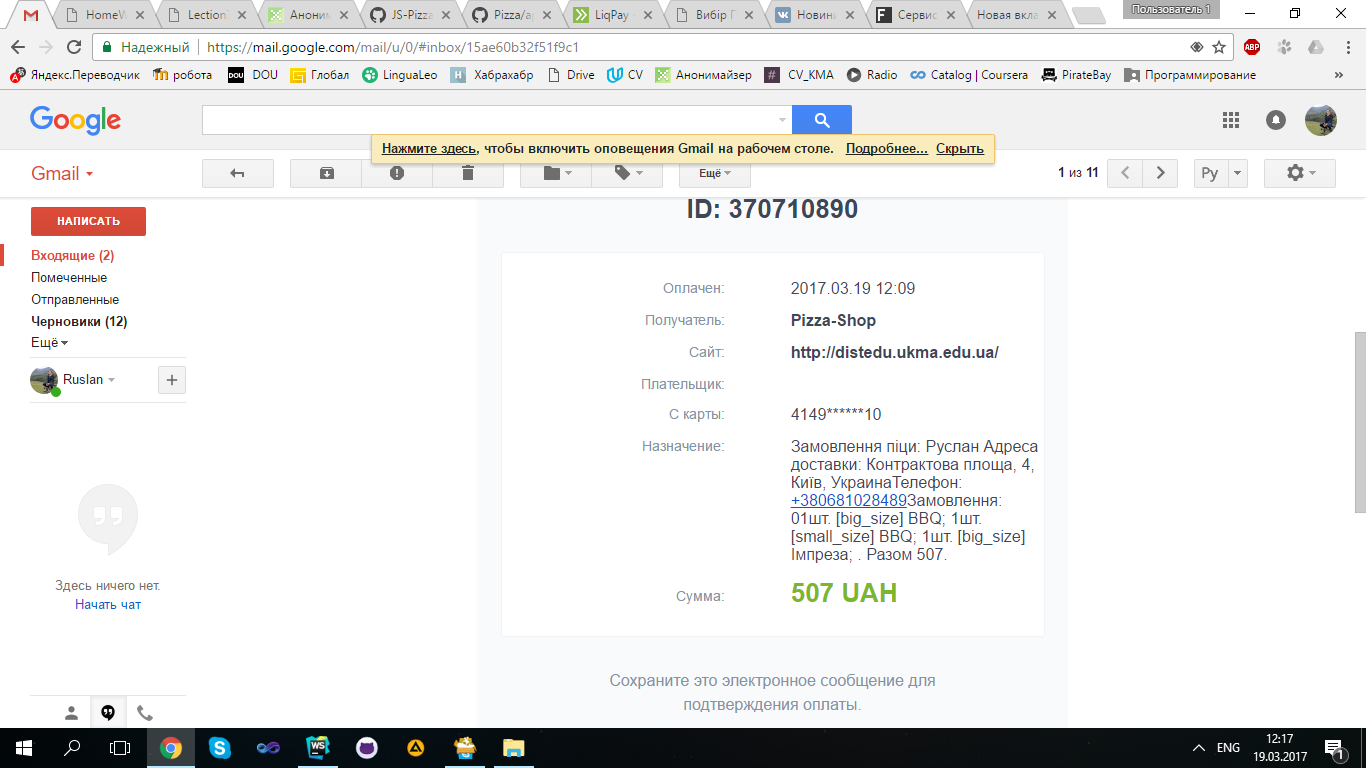 HomeW
Lection
Аноним
JS-Pizza
Pizza/ap
LiqPay
Вибір П
Новини
Сервис
Новая вкла
Пользователь 1
Надежный
https://mail.google.com/mail/u/0/#inbox/15ae60b32f51f9c1
ABP
Яндекс.Переводчик
робота
DOU
Глобал
LinguaLeo
Хабрахабр
Drive
CV
Анонимайзер
CV_KMA
Radio
Catalog | Coursera
PirateBay
Программирование
»
Google
Нажмите здесь, чтобы включить оповещения Gmail на рабочем столе. Подробнее... Скрыть
Gmail
Ещё
1 из 11
Ру
НАПИСАТЬ
Входящие (2)
Помеченные
Отправленные
Черновики (12)
Ещё
Ruslan
Здесь ничего нет.
Начать чат
ID: 370710890
Оплачен: 2017.03.19 12:09
Получатель: Pizza-Shop
Сайт: http://distedu.ukma.edu.ua/
Плательщик:
С карты: 4149******10
Назначение: Замовлення піци: Руслан Адреса
доставки: Контрактова площа, 4,
Київ, УкраинаТелефон:
+380681028489Замовлення:
01шт. [big_size] BBQ; 1шт.
[small_size] BBQ; 1шт. [big_size]
Імпреза; . Разом 507.
Сумма: 507 UAH
Сохраните это электронное сообщение для
подтверждения оплаты.
ENG
12:17
19.03.2017
1